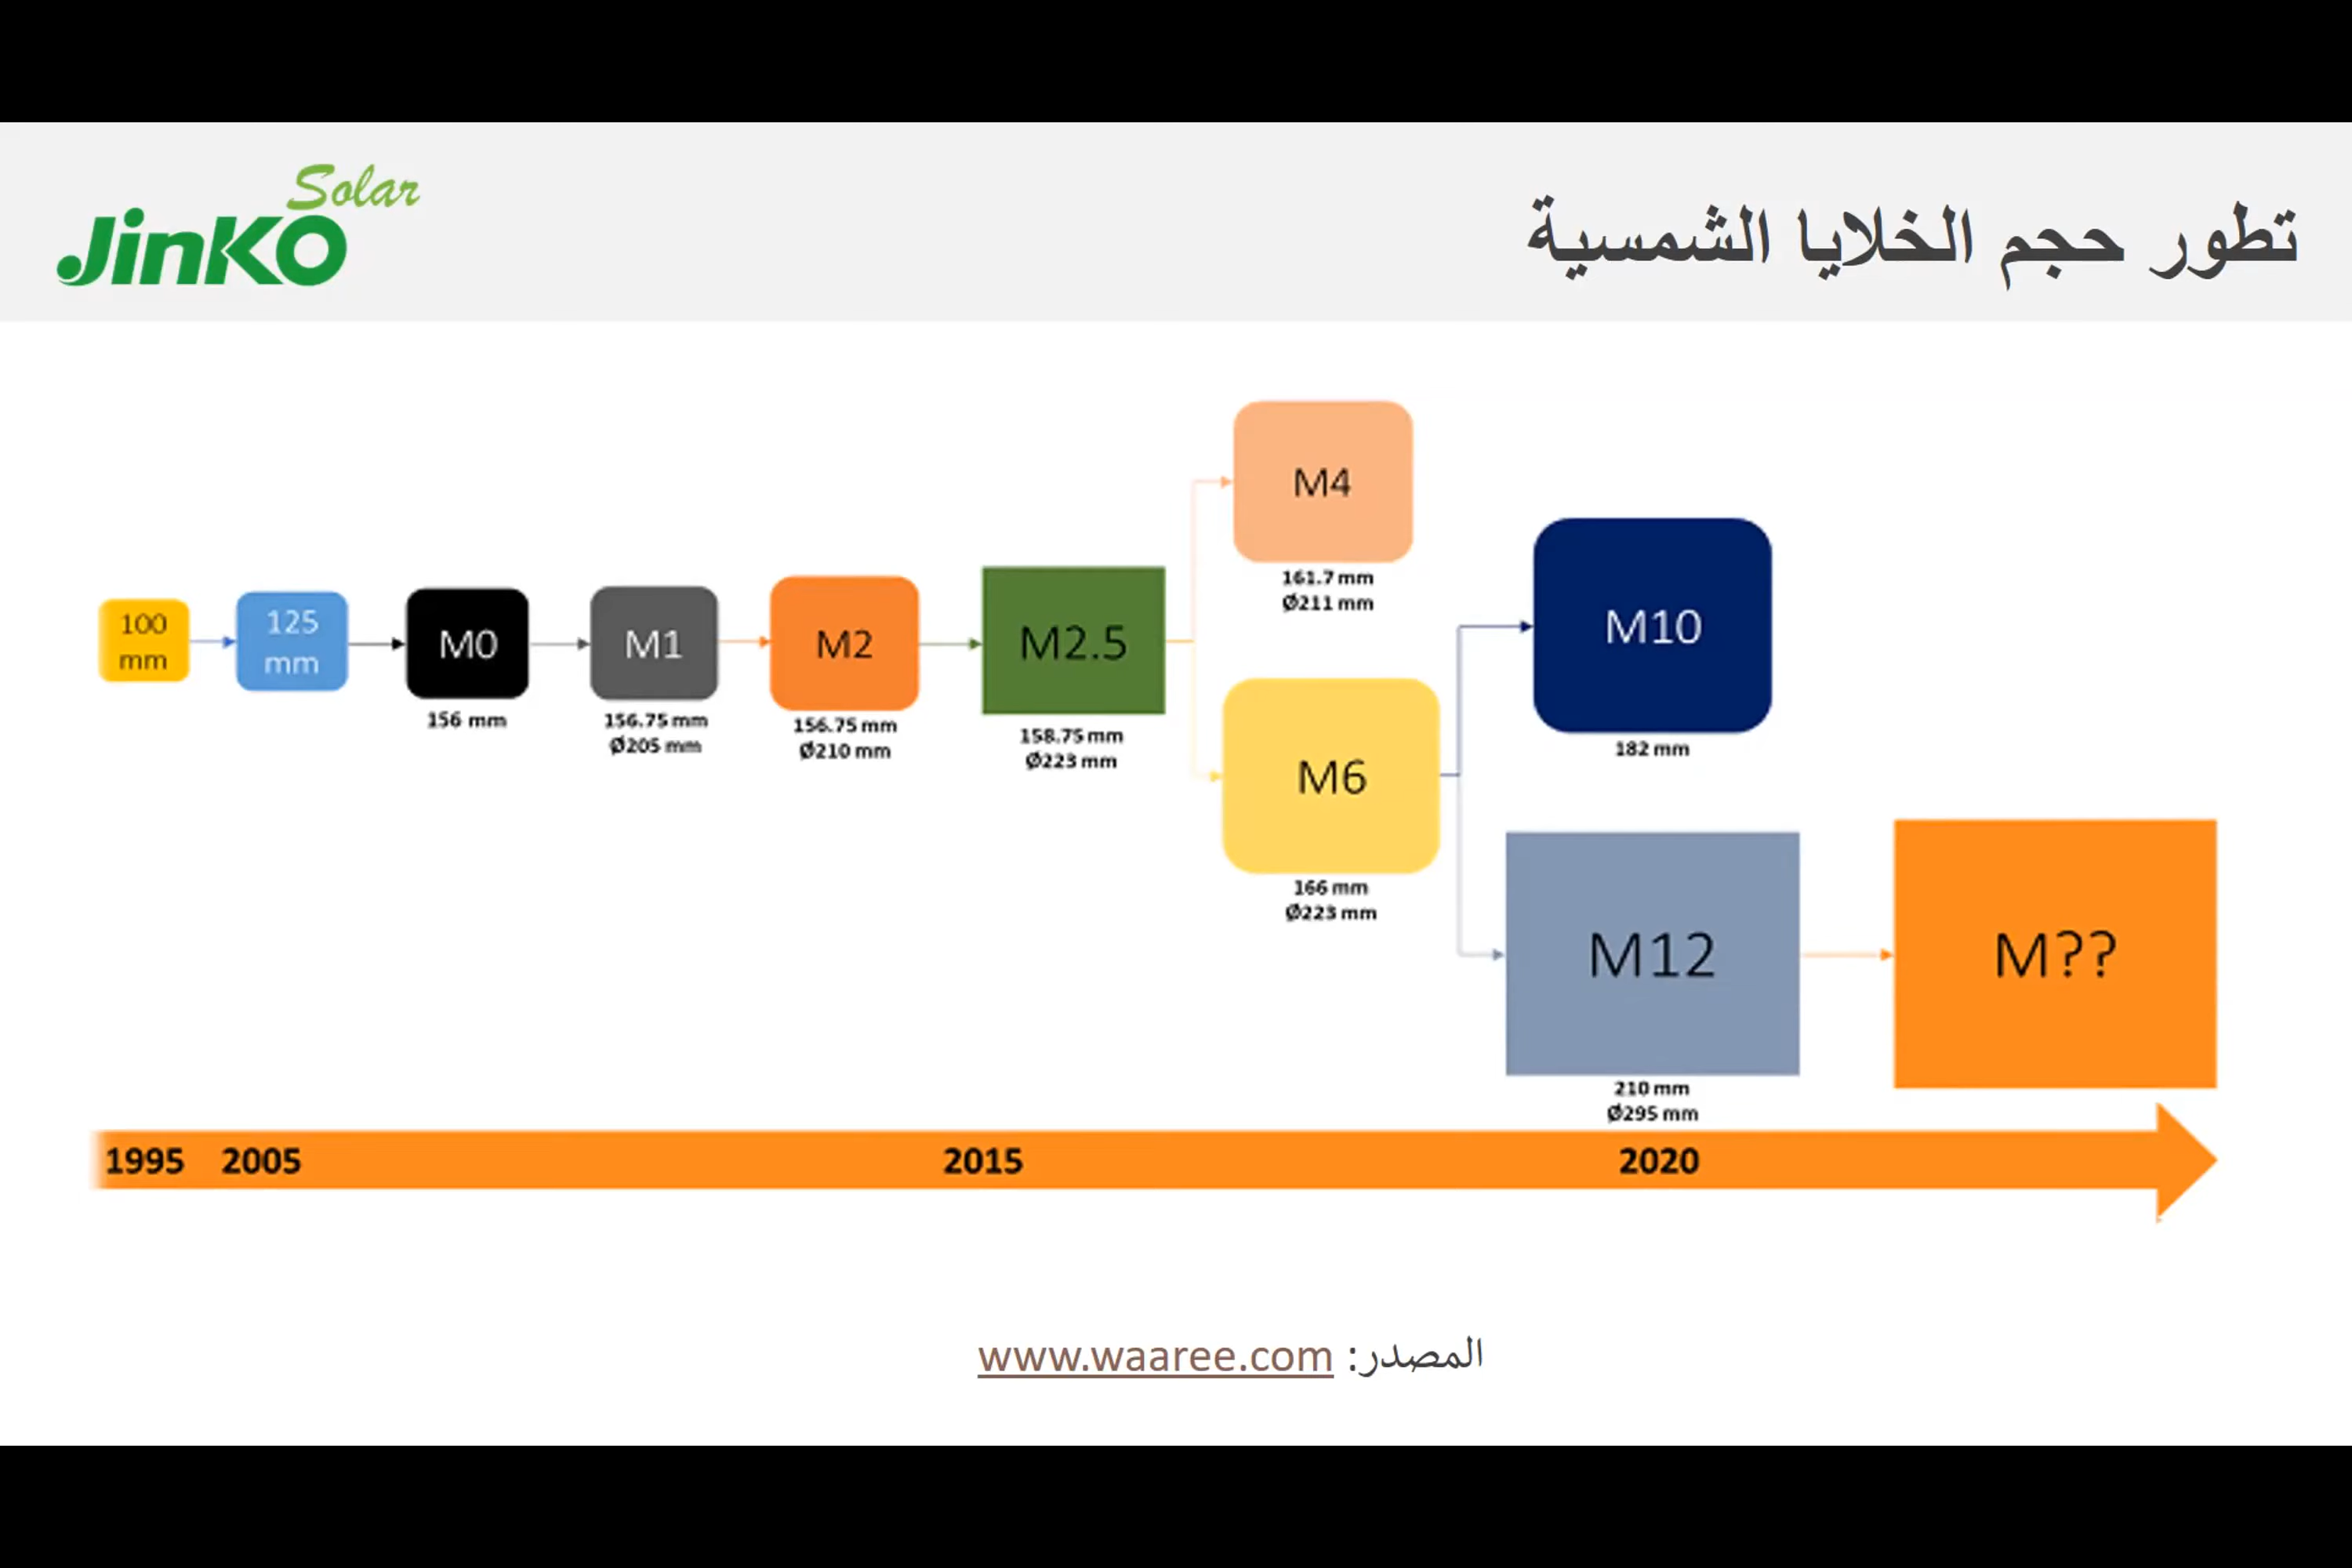 Solar
JinKO
تطور حجم الخلايا الشمسية
100
mm
125
mm
M0
156 mm
M1
156.75 mm
Ø205 mm
M2
156.75 mm
Ø210 mm
M2.5
158.75 mm
Ø223 mm
M4
161.7 mm
Ø211 mm
M6
166 mm
Ø223 mm
M10
182 mm
M12
210 mm
Ø295 mm
M??
1995 2005 2015 2020
المصدر: www.waaree.com